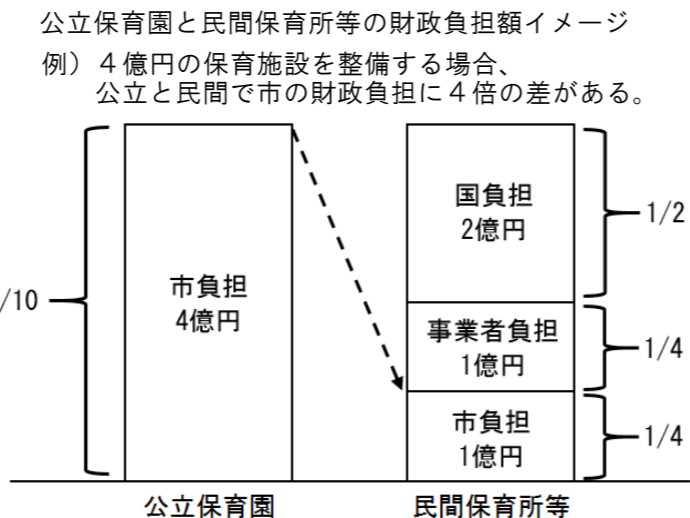 公立保育園と民間保育所等の財政負担額イメージ
例）４億円の保育施設を整備する場合、
公立と民間で市の財政負担に４倍の差がある。
国負担
2億円
1/2
市負担
4億円
/10
事業者負担
1億円
1/4
市負担
1億円
1/4
公立保育園
民間保育所等